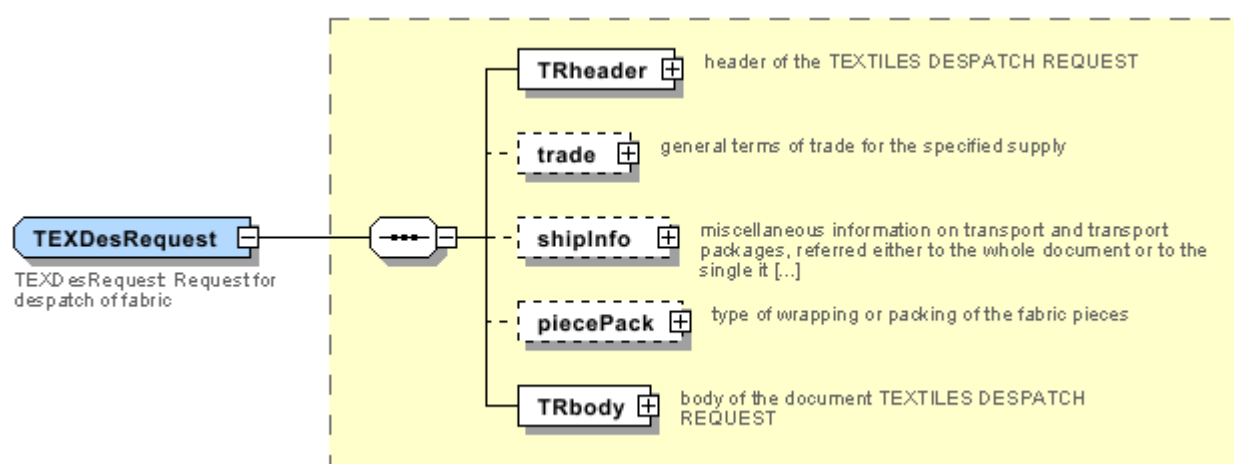 TRheader
header of the TEXTILES DESPATCH REQUEST
trade
general terms of trade for the specified supply
TEXDesRequest
TEXDesRequest: Request for
despatch of fabric
shipInfo
miscellaneous information on transport and transport
packages, referred either to the whole document or to the
single it [...]
piecePack
type of wrapping or packing of the fabric pieces
TRbody
body of the document TEXTILES DESPATCH
REQUEST